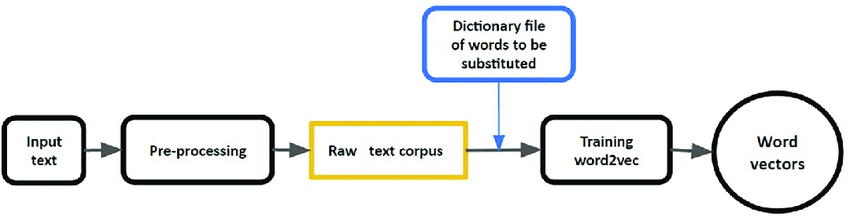 Dictionary file
of words to be
substituted
Input
text
Pre-processing
Raw text corpus
Training
word2vec
Word
vectors